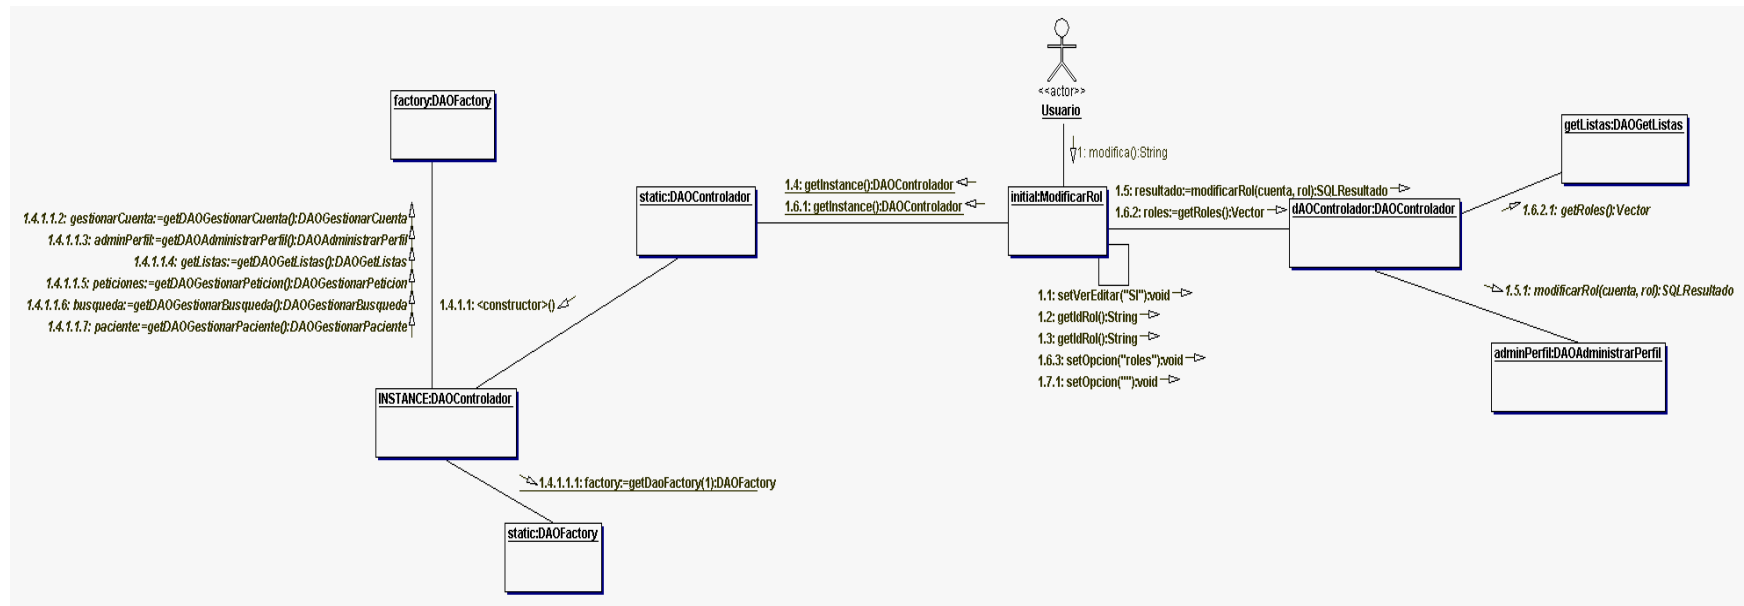 <<actor>>
Usuario
1: modifica():String
factory:DAOFactory
getListas:DAOGetListas
static:DAOControlador
1.4: getInstance():DAOControlador
1.6.1: getInstance():DAOControlador
initial:ModificarRol
1.5: resultado:=modificarRol(cuenta, rol):SQLResultado
1.6.2: roles:=getRoles():Vector
dAOControlador:DAOControlador
1.6.2.1: getRoles():Vector
1.4.1.1.2: gestionarCuenta:=getDAOGestionarCuenta():DAOGestionarCuenta
1.4.1.1.3: adminPerfil:=getDAOAdministrarPerfil():DAOAdministrarPerfil
1.4.1.1.4: getListas:=getDAOGetListas():DAOGetListas
1.4.1.1.5: peticiones:=getDAOGestionarPeticion():DAOGestionarPeticion
1.4.1.1.6: busqueda:=getDAOGestionarBusqueda():DAOGestionarBusqueda
1.4.1.1.7: paciente:=getDAOGestionarPaciente():DAOGestionarPaciente
1.4.1.1: <constructor>()
1.1: setVerEditar("SI"):void
1.2: getIdRol():String
1.3: getIdRol():String
1.6.3: setOpcion("roles"):void
1.7.1: setOpcion(""):void
1.5.1: modificarRol(cuenta, rol):SQLResultado
adminPerfil:DAOAdministrarPerfil
INSTANCE:DAOControlador
1.4.1.1.1: factory:=getDaoFactory(1):DAOFactory
static:DAOFactory